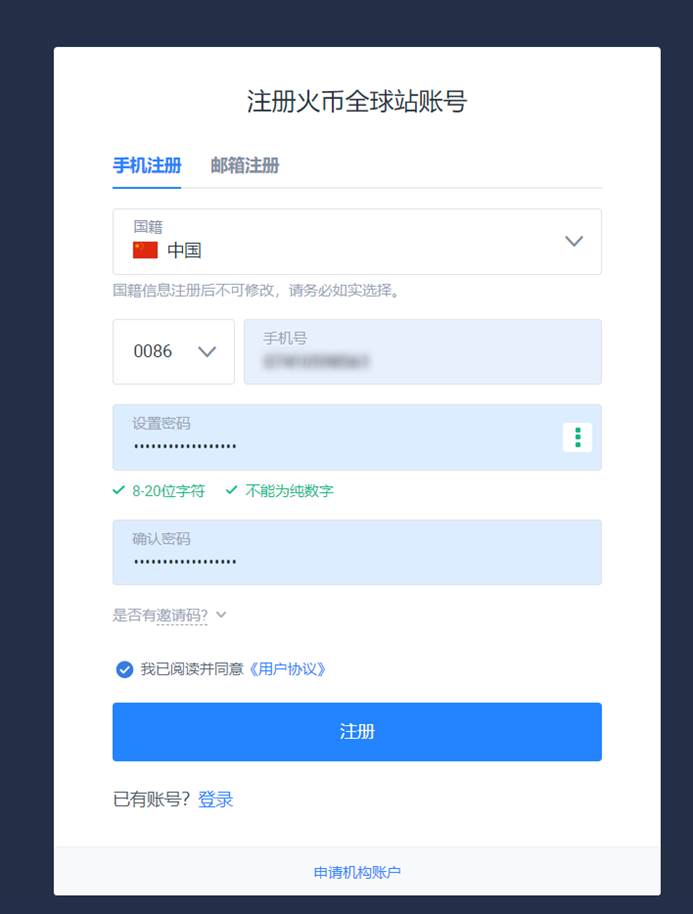 注册火币全球站账号
手机注册 邮箱注册
国籍
中国
国籍信息注册后不可修改，请务必如实选择。
0086
手机号
设置密码
••••••••••••••••••
8-20位字符 不能为纯数字
确认密码
••••••••••••••••••
是否有邀请码?
我已阅读并同意《用户协议》
注册
已有账号? 登录
申请机构账户